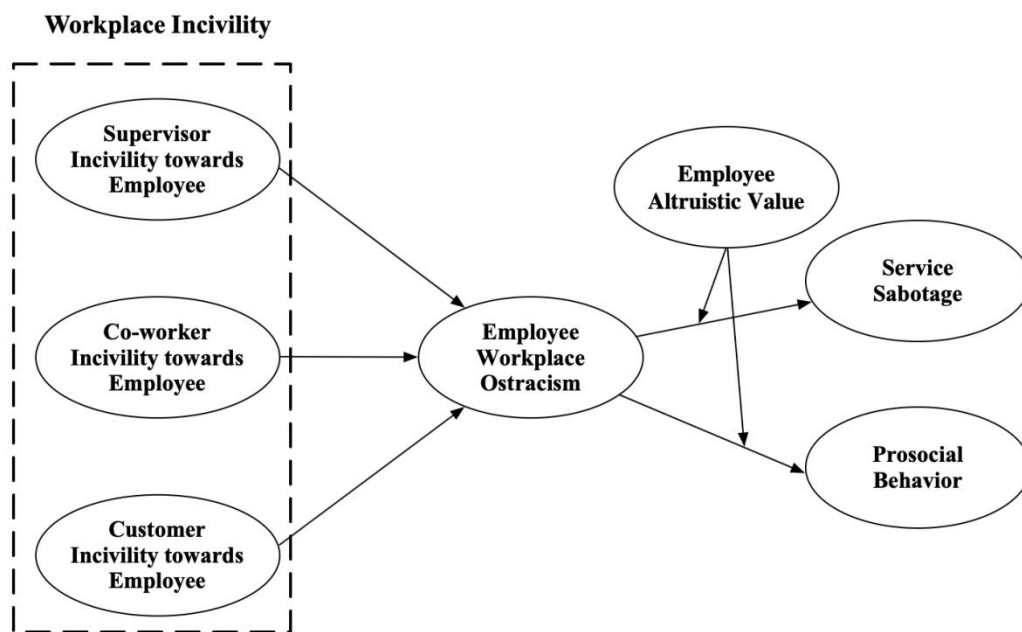 Workplace Incivility
Supervisor
Incivility towards
Employee
Co-worker
Incivility towards
Employee
Customer
Incivility towards
Employee
Employee
Workplace
Ostracism
Employee
Altruistic Value
Service
Sabotage
Prosocial
Behavior